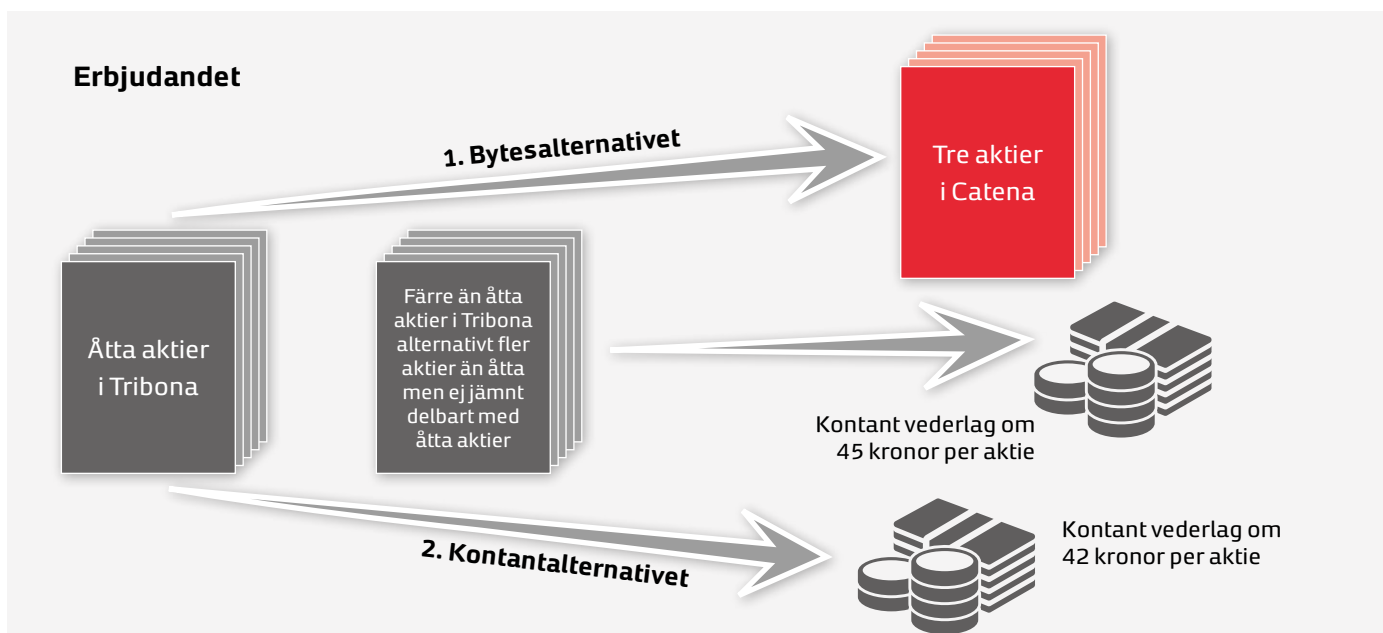 Erbjudandet
1. Bytesalternativet
Tre aktier
i Catena
Åtta aktier
i Tribona
Färre än åtta
aktier i Tribona
alternativt fler
aktier än åtta
men ej jämnt
delbart med
åtta aktier
Kontant vederlag om
45 kronor per aktie
2. Kontantalternativet
Kontant vederlag om
42 kronor per aktie